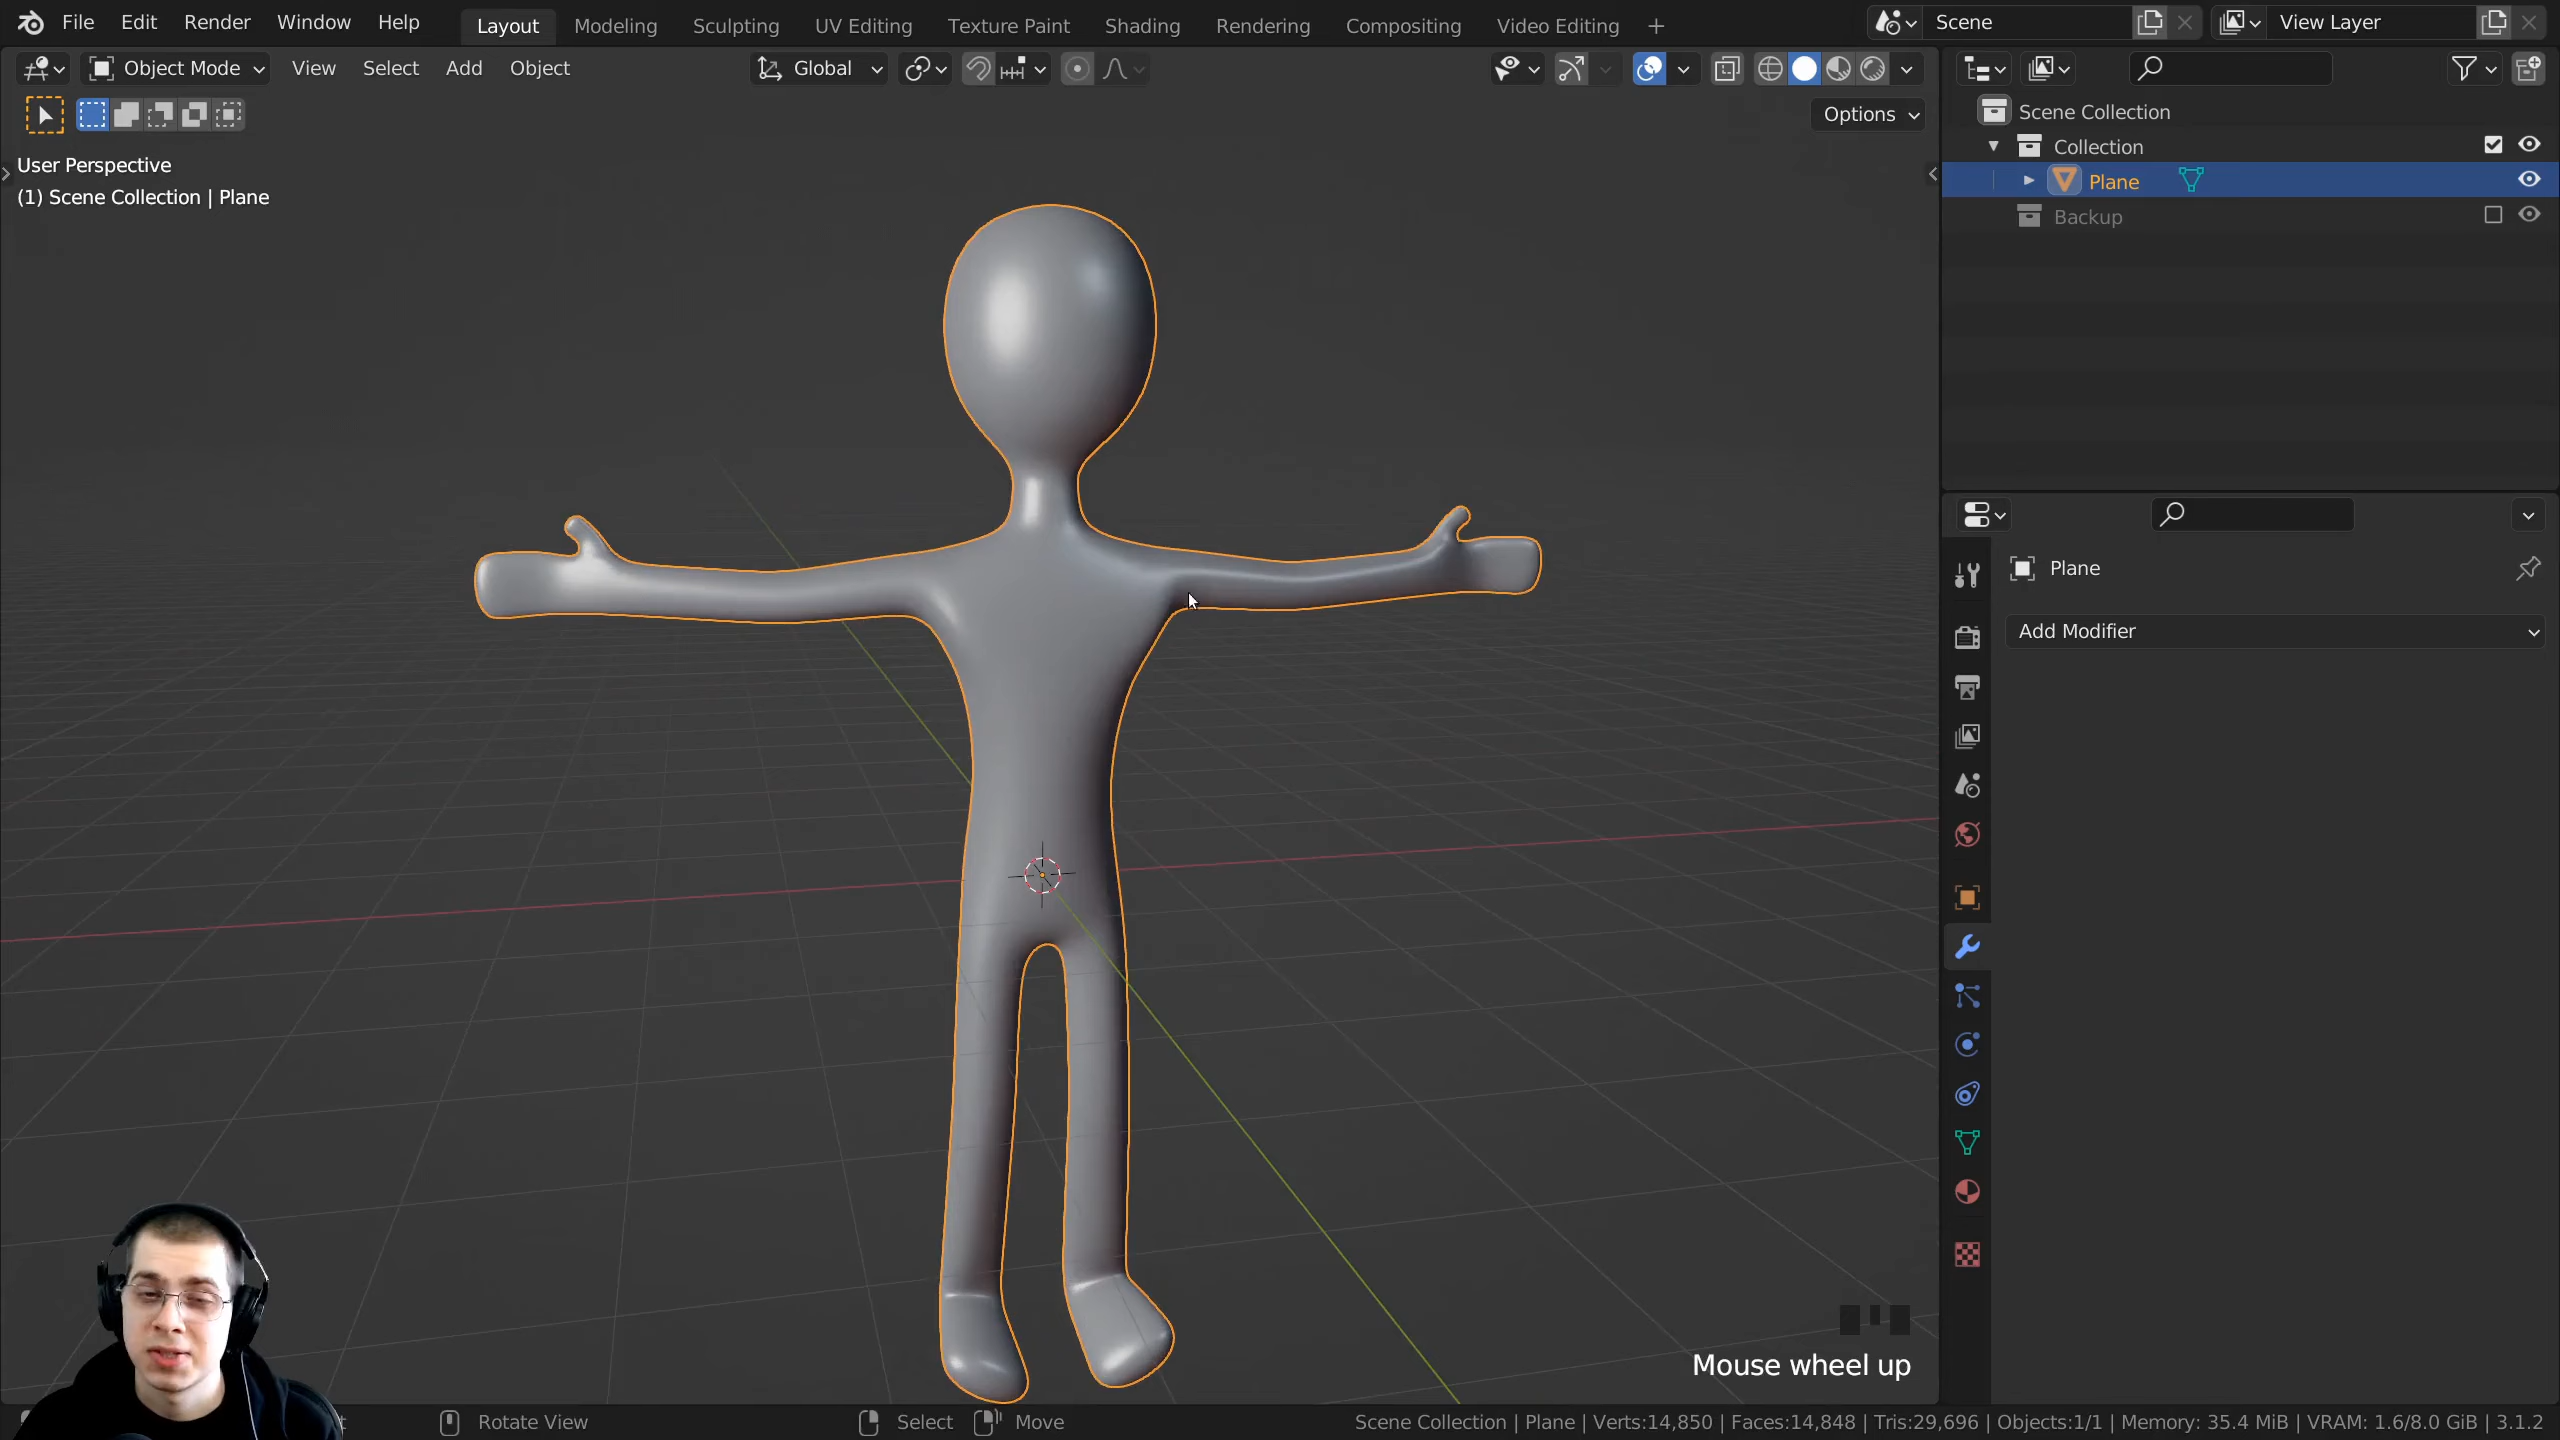 File Edit Render Window Help Layout Modeling Sculpting UV Editing Texture Paint Shading Rendering Compositing Video Editing + Scene View Layer
Object Mode View Select Add Object Global
Options
User Perspective
(1) Scene Collection | Plane
Scene Collection
Collection
Plane
Backup
Plane
Add Modifier
Mouse wheel up
Rotate View Select Move Scene Collection | Plane | Verts:14,850 | Faces:14,848 | Tris:29,696 | Objects:1/1 | Memory: 35.4 MiB | VRAM: 1.6/8.0 GiB | 3.1.2